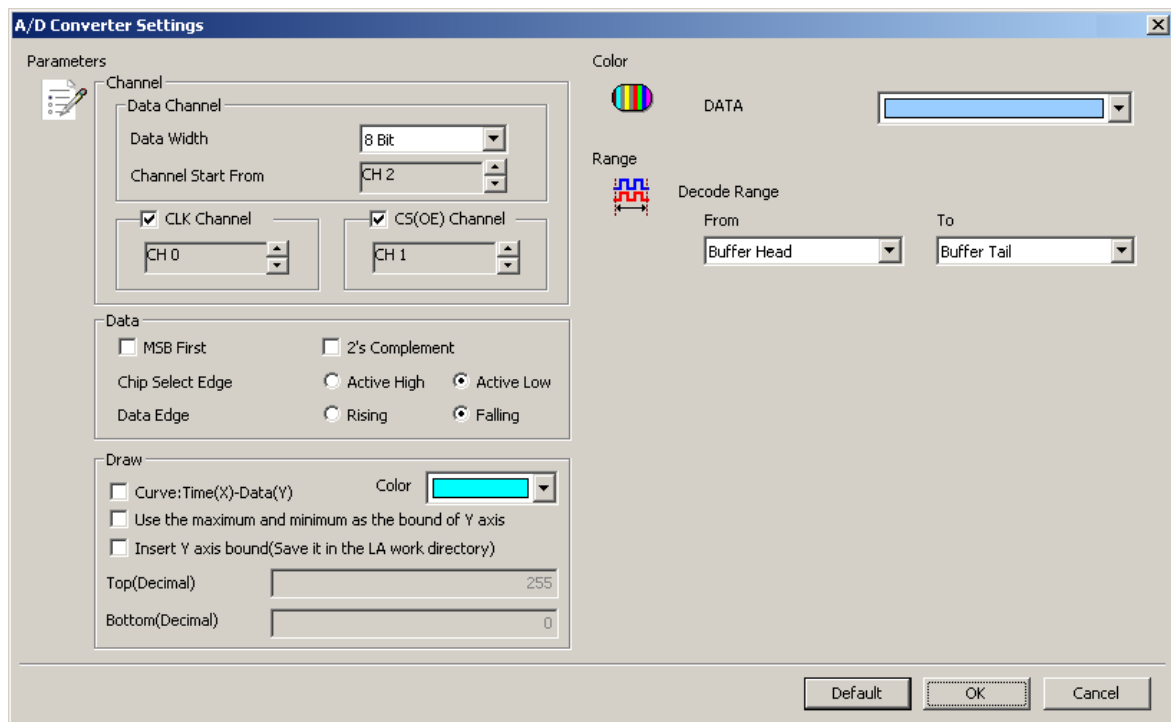 A/D Converter Settings
Parameters
Channel
Data Channel
Data Width 8 Bit
Channel Start From CH 2
CLK Channel CS(OE) Channel
CH 0 CH 1
Data
MSB First 2's Complement
Chip Select Edge Active High Active Low
Data Edge Rising Falling
Draw
Curve:Time(X)-Data(Y) Color
Use the maximum and minimum as the bound of Y axis
Insert Y axis bound(Save it in the LA work directory)
Top(Decimal) 255
Bottom(Decimal) 0
Color
DATA
Range
Decode Range
From To
Buffer Head Buffer Tail
Default OK Cancel